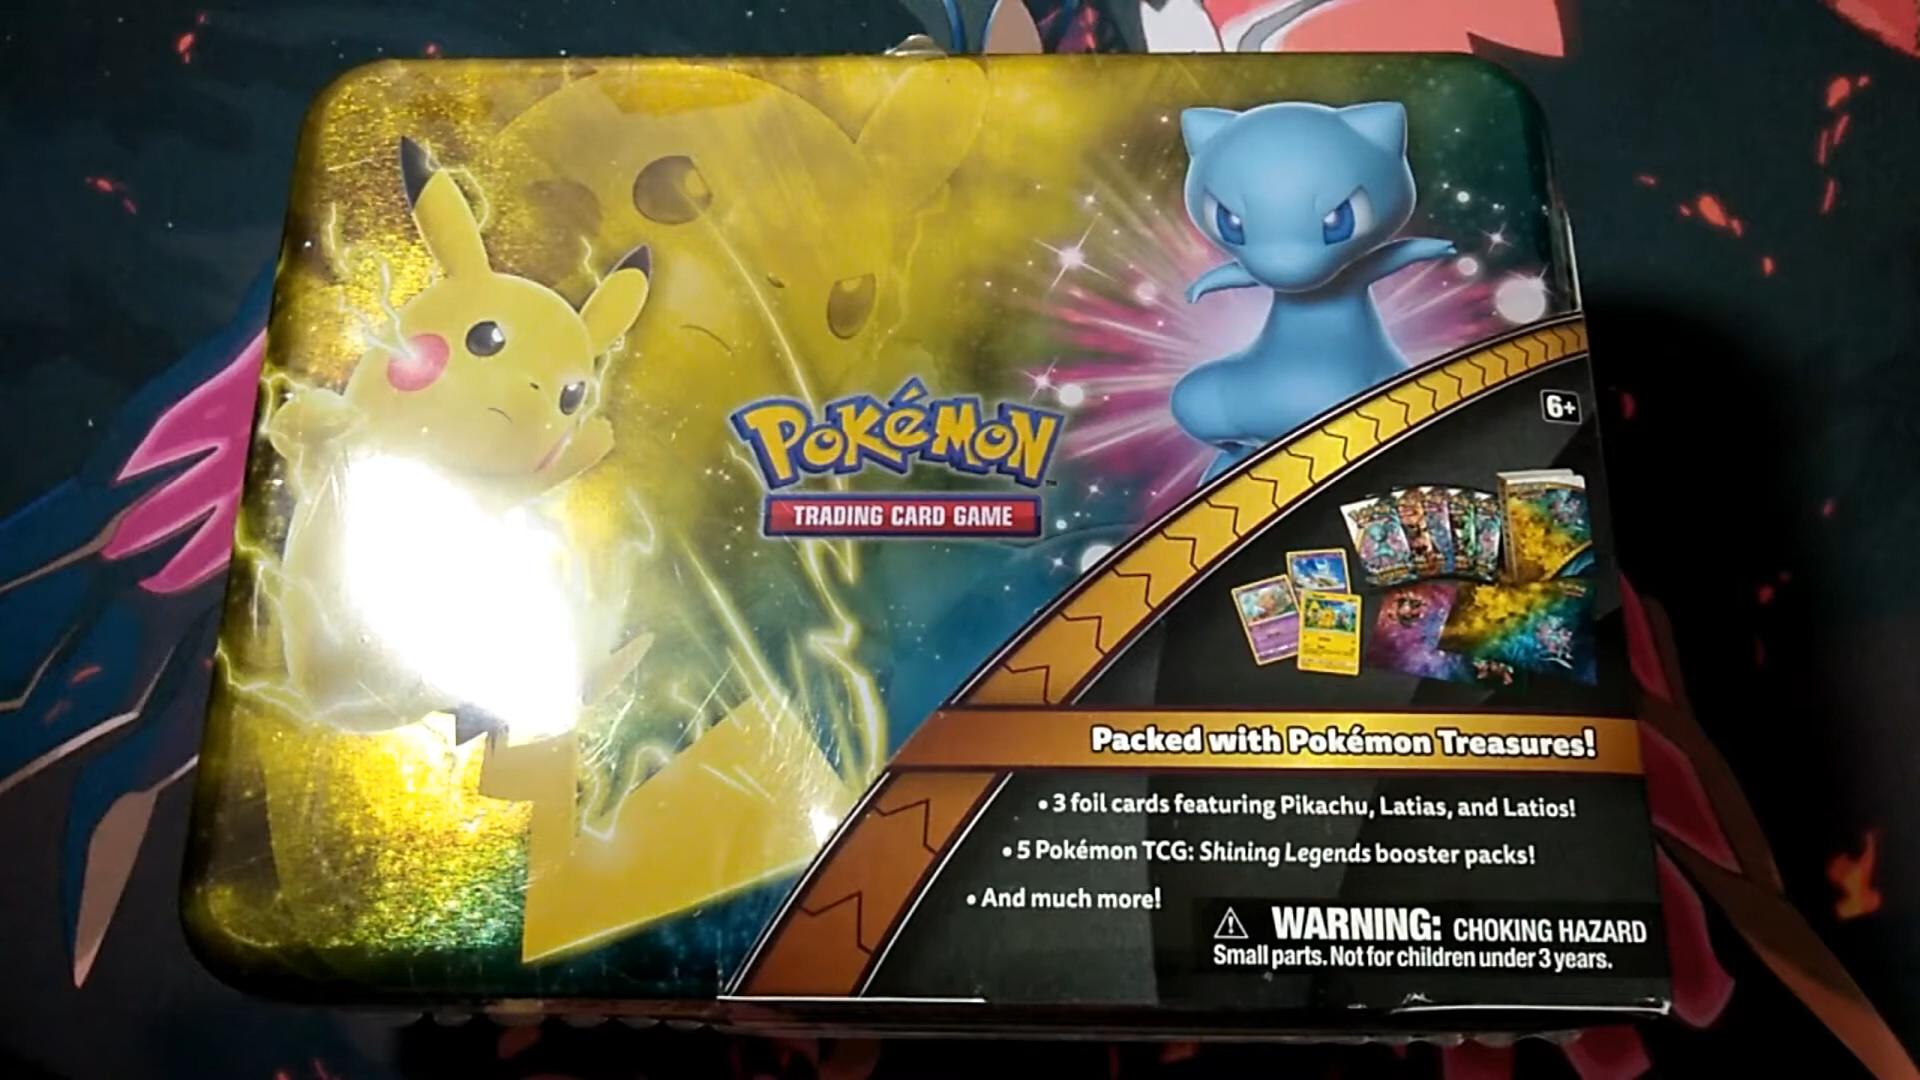 POKéMON
TRADING CARD GAME
6+
Packed with Pokémon Treasures!
• 3 foil cards featuring Pikachu, Latias, and Latios!
• 5 Pokémon TCG: Shining Legends booster packs!
• And much more!
WARNING: CHOKING HAZARD
Small parts. Not for children under 3 years.